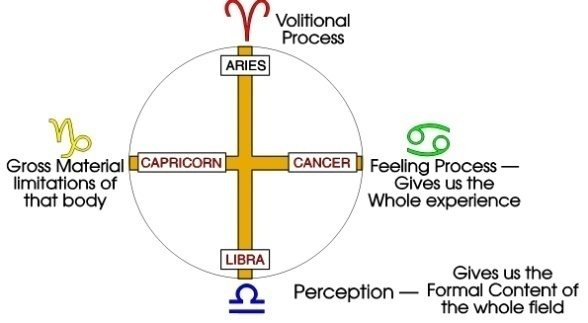 Volitional
Process
ARIES
CAPRICORN
CANCER
Gross Material
limitations of
that body
Feeling Process —
Gives us the
Whole experience
LIBRA
Perception —
Gives us the
Formal Content of
the whole field